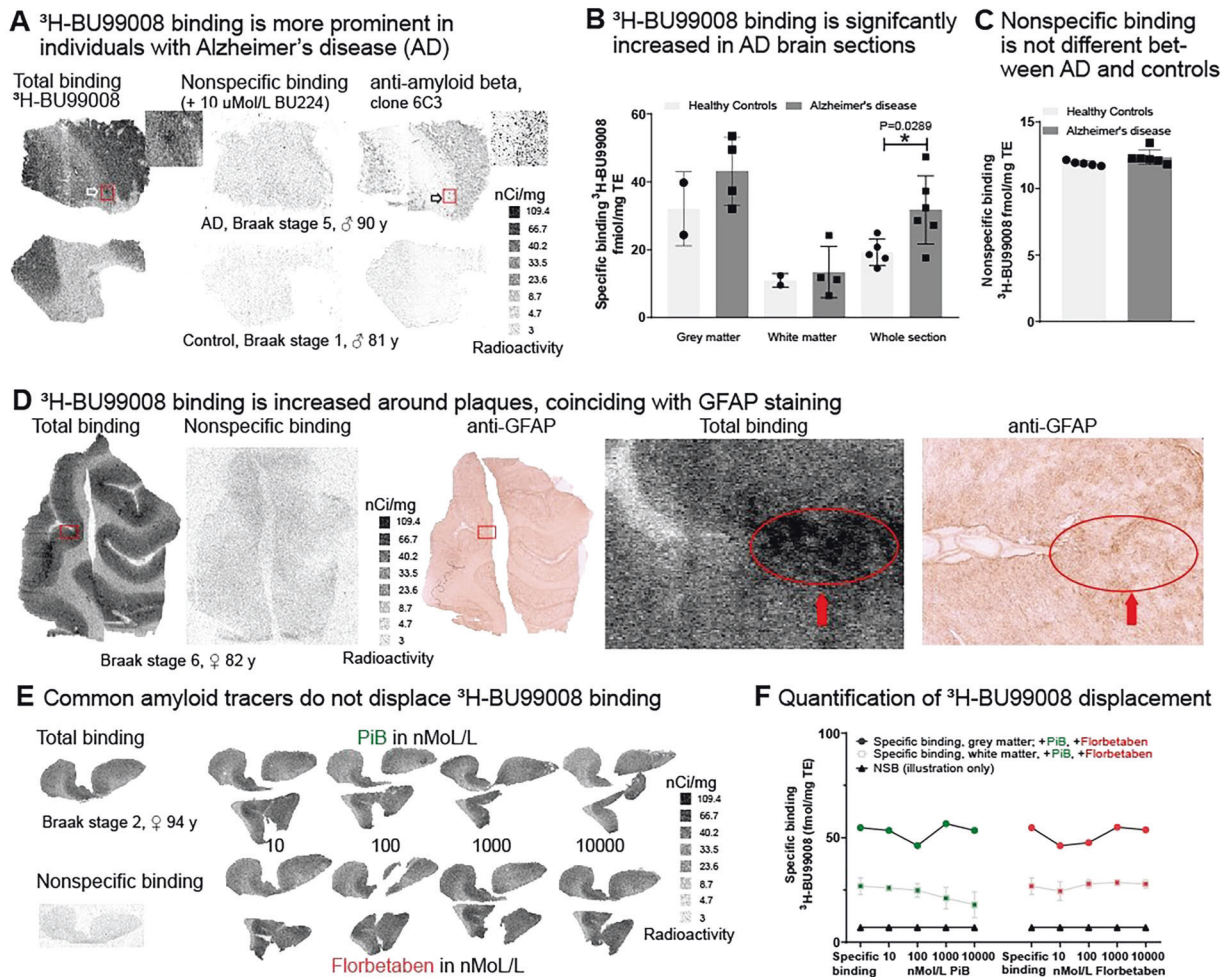 A ³H-BU99008 binding is more prominent in
individuals with Alzheimer's disease (AD)
Total binding
³H-BU99008
Nonspecific binding
(+ 10 µMol/L BU224)
anti-amyloid beta,
clone 6C3
nCi/mg
109.4
66.7
40.2
33.5
23.6
8.7
4.7
3
Radioactivity
AD, Braak stage 5, ♂ 90 y
Control, Braak stage 1, ♂ 81 y
B ³H-BU99008 binding is signifcantly
increased in AD brain sections
Healthy Controls
Alzheimer's disease
P=0.0289
*
Specific binding ³H-BU99008
fmiol/mg TE
60
40
20
0
Grey matter
White matter
Whole section
C Nonspecific binding
is not different bet-
ween AD and controls
Healthy Controls
Alzheimer's disease
Nonspecific binding
³H-BU99008 fmol/mg TE
15
10
5
0
D ³H-BU99008 binding is increased around plaques, coinciding with GFAP staining
Total binding
Nonspecific binding
anti-GFAP
Total binding
anti-GFAP
nCi/mg
109.4
66.7
40.2
33.5
23.6
8.7
4.7
3
Radioactivity
Braak stage 6, ♀ 82 y
E Common amyloid tracers do not displace ³H-BU99008 binding
Total binding
PiB in nMoL/L
Braak stage 2, ♀ 94 y
10
100
1000
10000
Nonspecific binding
Florbetaben in nMoL/L
nCi/mg
109.4
66.7
40.2
33.5
23.6
8.7
4.7
3
Radioactivity
F Quantification of ³H-BU99008 displacement
Specific binding, grey matter; +PiB, +Florbetaben
Specific binding, white matter, +PiB, +Florbetaben
NSB (illustration only)
Specific binding
³H-BU99008 (fmol/mg TE)
100
50
0
Specific
binding
10
100
1000
10000
nMol/L PiB
Specific
binding
10
100
1000
10000
nMol/L Florbetaben